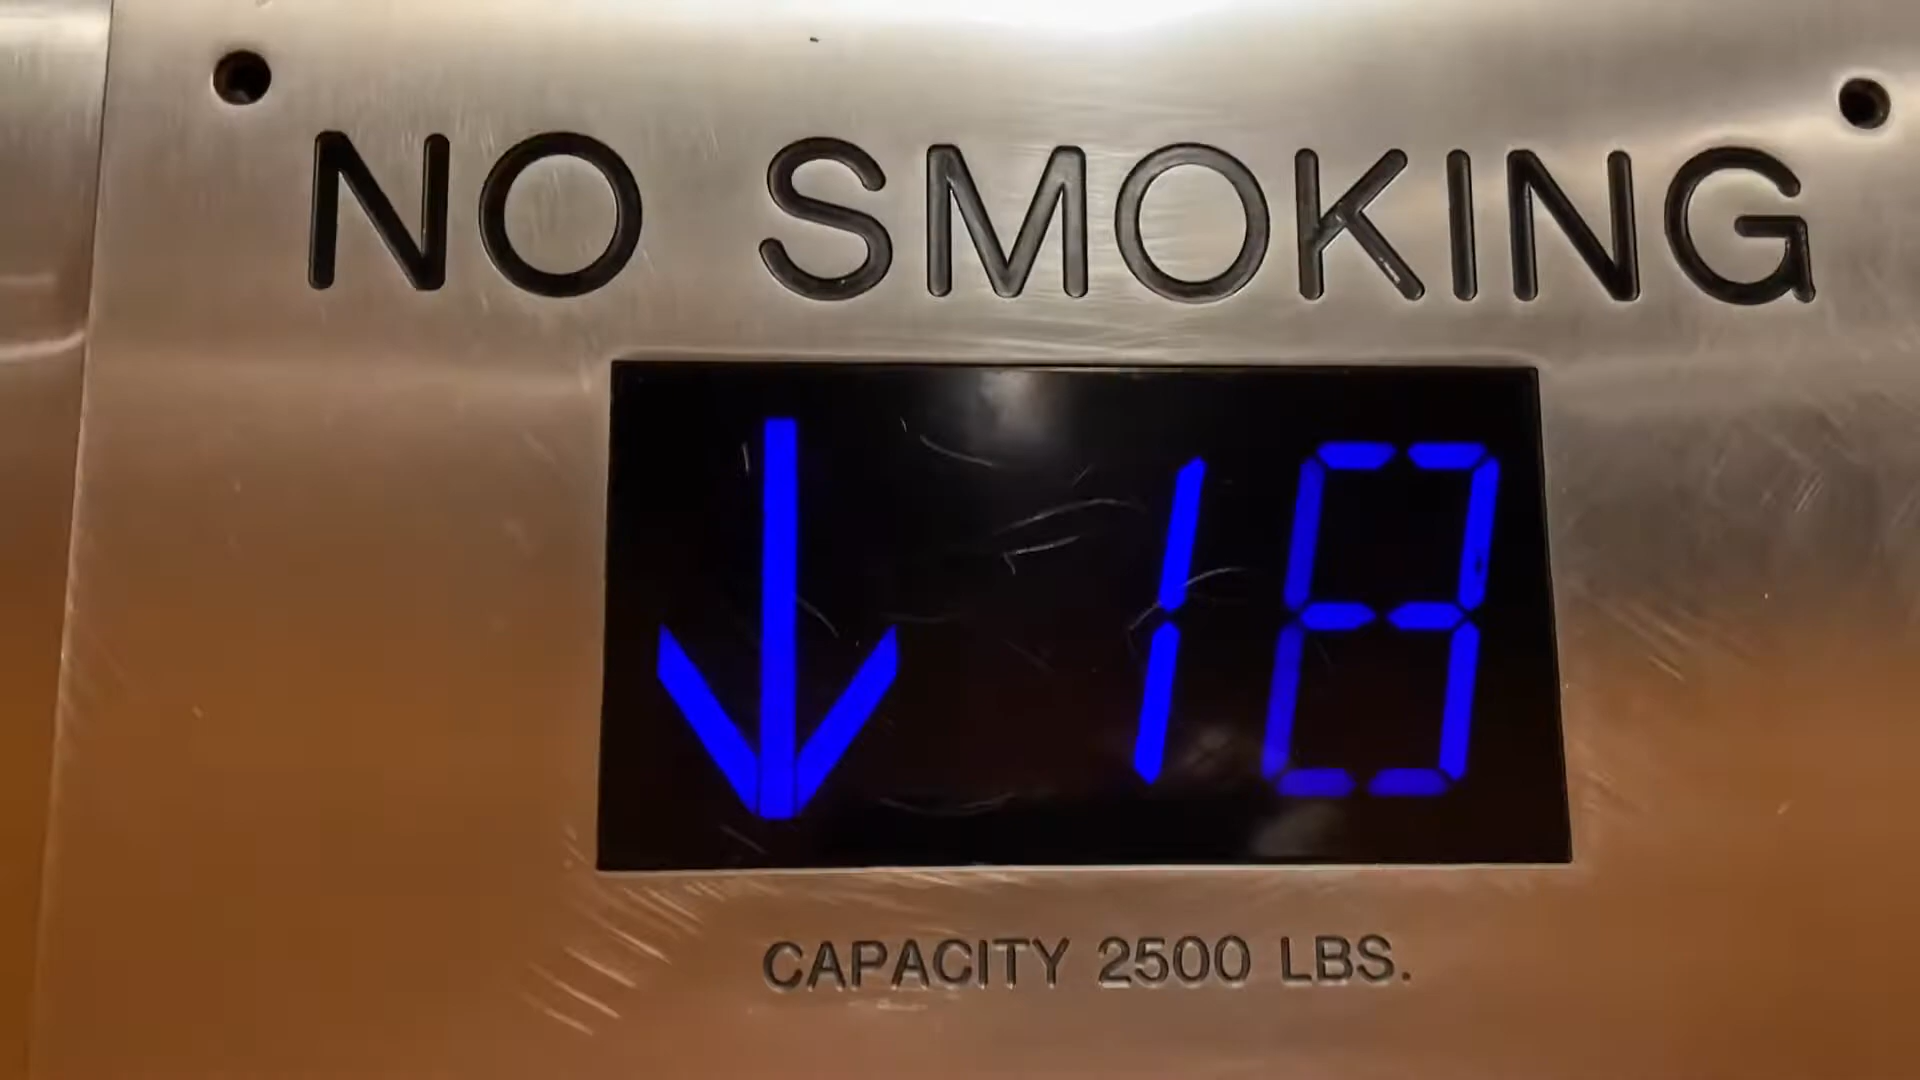 NO SMOKING
↓ 18
CAPACITY 2500 LBS.